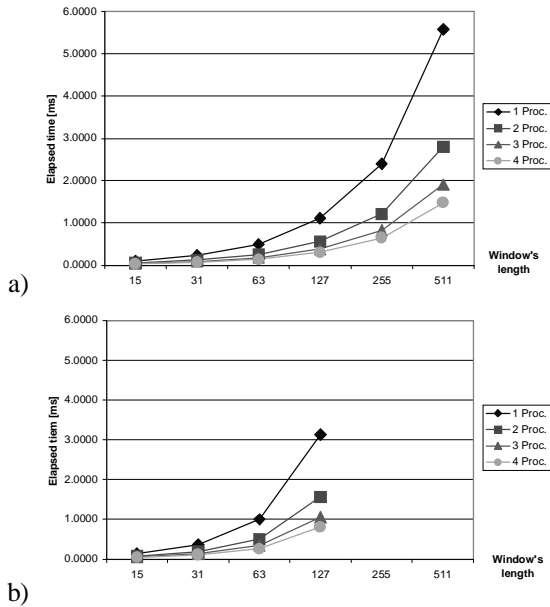 6.0000
5.0000
4.0000
3.0000
2.0000
1.0000
0.0000
Elapsed time [ms]
15 31 63 127 255 511
Window's
length
1 Proc.
2 Proc.
3 Proc.
4 Proc.
a)
6.0000
5.0000
4.0000
3.0000
2.0000
1.0000
0.0000
Elapsed tiem [ms]
15 31 63 127 255 511
Window's
length
1 Proc.
2 Proc.
3 Proc.
4 Proc.
b)